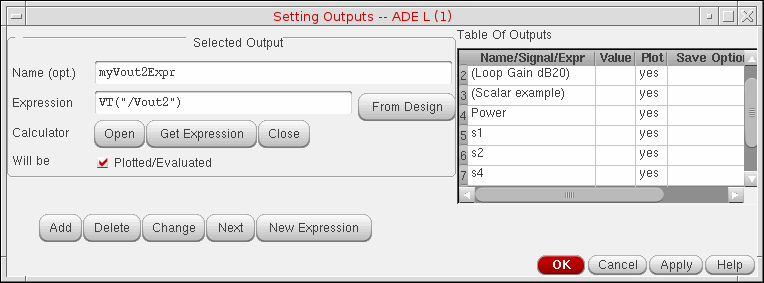 Setting Outputs -- ADE L (1)
Selected Output
Name (opt.) myVout2Expr
Expression VT("/Vout2")
From Design
Calculator Open Get Expression Close
Will be Plotted/Evaluated
Add Delete Change Next New Expression
Table Of Outputs
Name/Signal/Expr Value Plot Save Option
2 (Loop Gain dB20) yes
3 (Scalar example) yes
4 Power yes
5 s1 yes
6 s2 yes
7 s4 yes
OK Cancel Apply Help